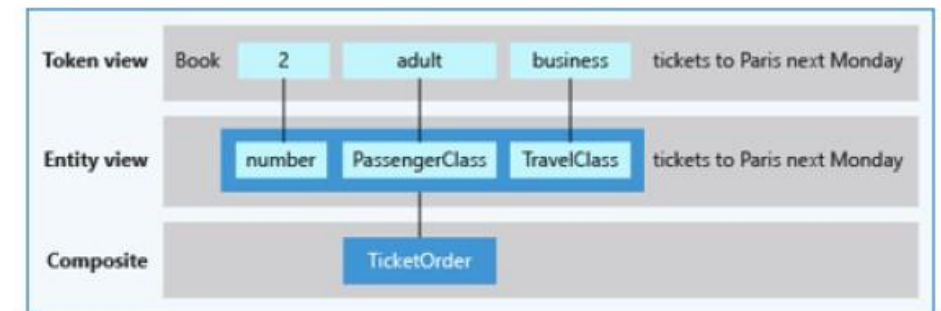 Token view Book 2 adult business tickets to Paris next Monday
Entity view number PassengerClass TravelClass tickets to Paris next Monday
Composite TicketOrder